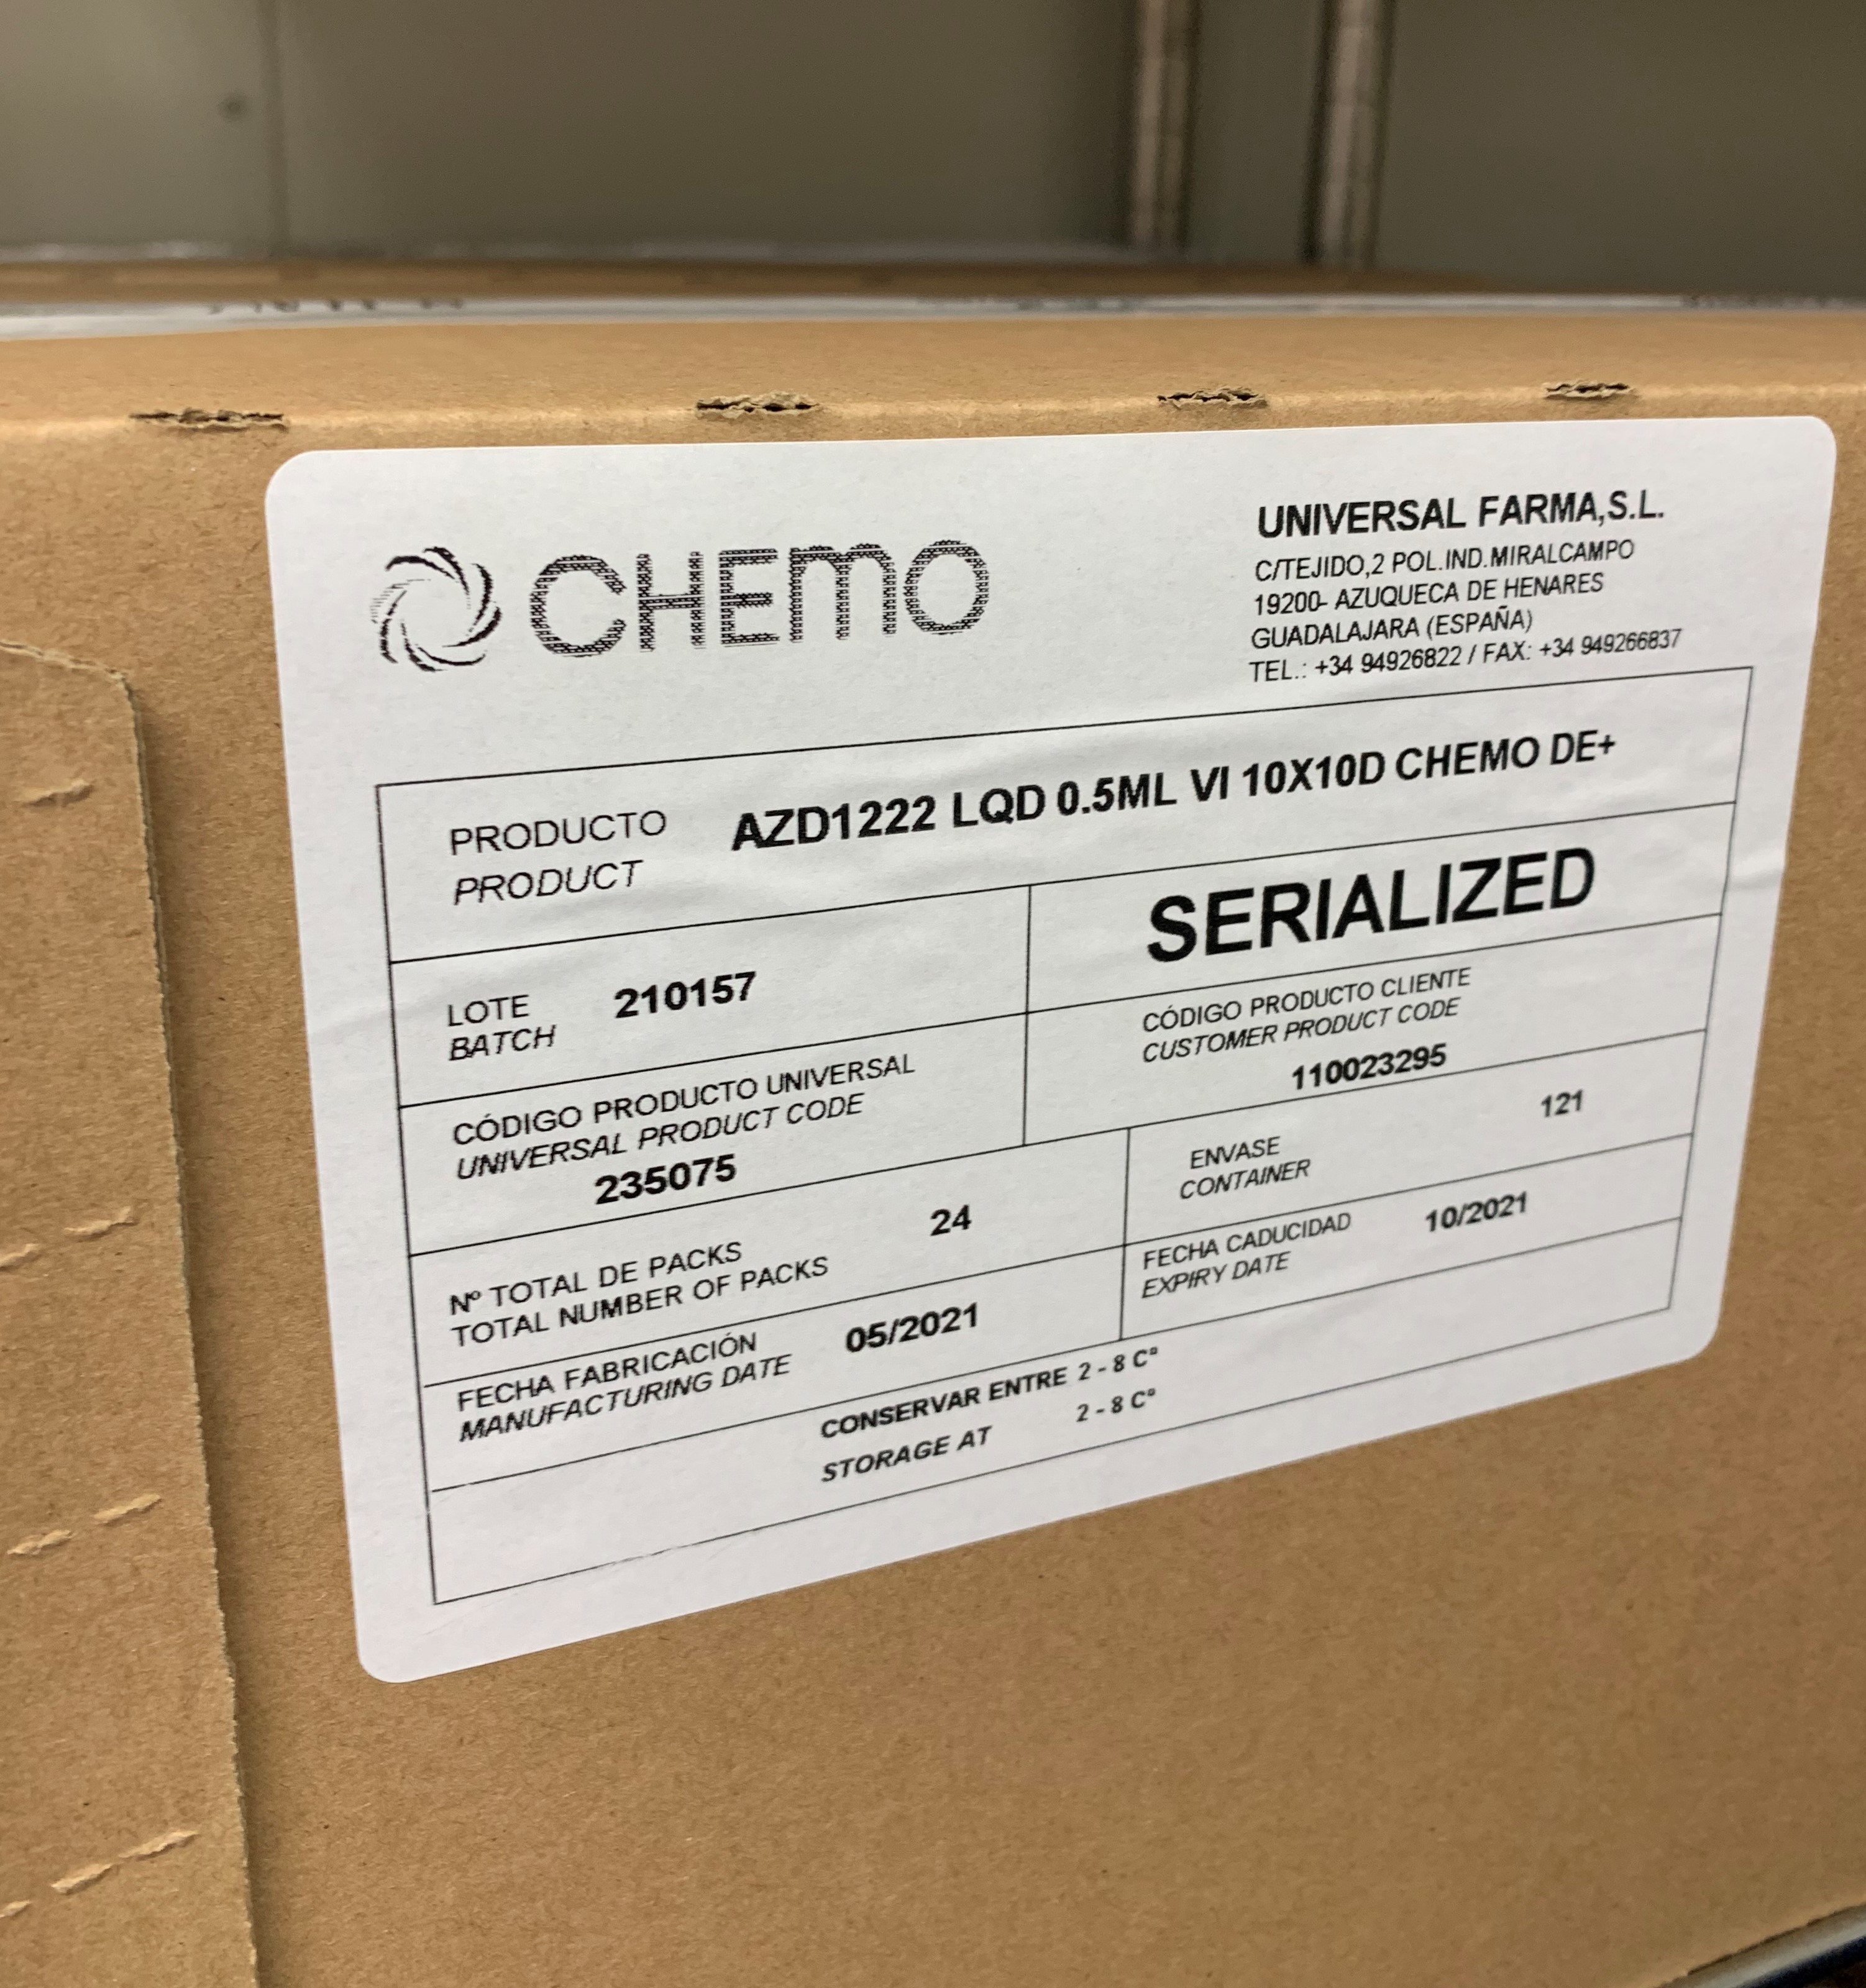 CHEMO
UNIVERSAL FARMA,S.L.
C/TEJIDO,2 POL.IND.MIRALCAMPO
19200- AZUQUECA DE HENARES
GUADALAJARA (ESPAÑA)
TEL.: +34 94926822 / FAX: +34 949266837
PRODUCTO
PRODUCT
AZD1222 LQD 0.5ML VI 10X10D CHEMO DE+
LOTE
BATCH
210157
SERIALIZED
CÓDIGO PRODUCTO UNIVERSAL
UNIVERSAL PRODUCT CODE
235075
CÓDIGO PRODUCTO CLIENTE
CUSTOMER PRODUCT CODE
110023295
Nº TOTAL DE PACKS
TOTAL NUMBER OF PACKS
24
ENVASE
CONTAINER
121
FECHA FABRICACIÓN
MANUFACTURING DATE
05/2021
FECHA CADUCIDAD
EXPIRY DATE
10/2021
CONSERVAR ENTRE 2 - 8 Cº
STORAGE AT 2 - 8 Cº